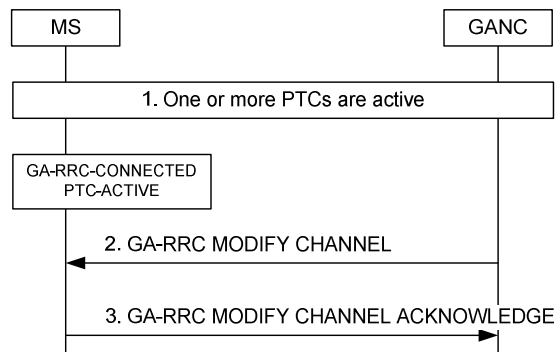 MS
GANC
1. One or more PTCs are active
GA-RRC-CONNECTED
PTC-ACTIVE
2. GA-RRC MODIFY CHANNEL
3. GA-RRC MODIFY CHANNEL ACKNOWLEDGE